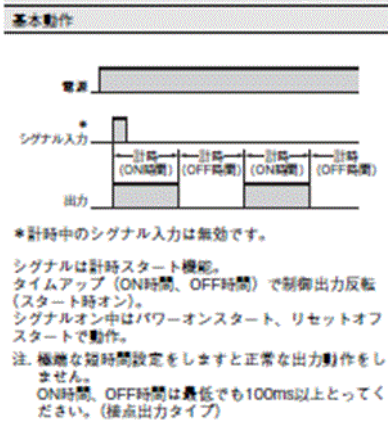 基本動作
電源
*
シグナル入力
計時 計時 計時 計時
(ON時間) (OFF時間) (ON時間) (OFF時間)
出力
*計時中のシグナル入力は無効です。
シグナルは計時スタート機能。
タイムアップ（ON時間、OFF時間）で制御出力反転
（スタート時オン）。
シグナルオン中はパワーオンスタート、リセットオフ
スタートで動作。
注. 極端な短時間設定をしますと正常な出力動作をし
ません。
ON時間、OFF時間は最低でも100ms以上とってく
ださい。（接点出力タイプ）